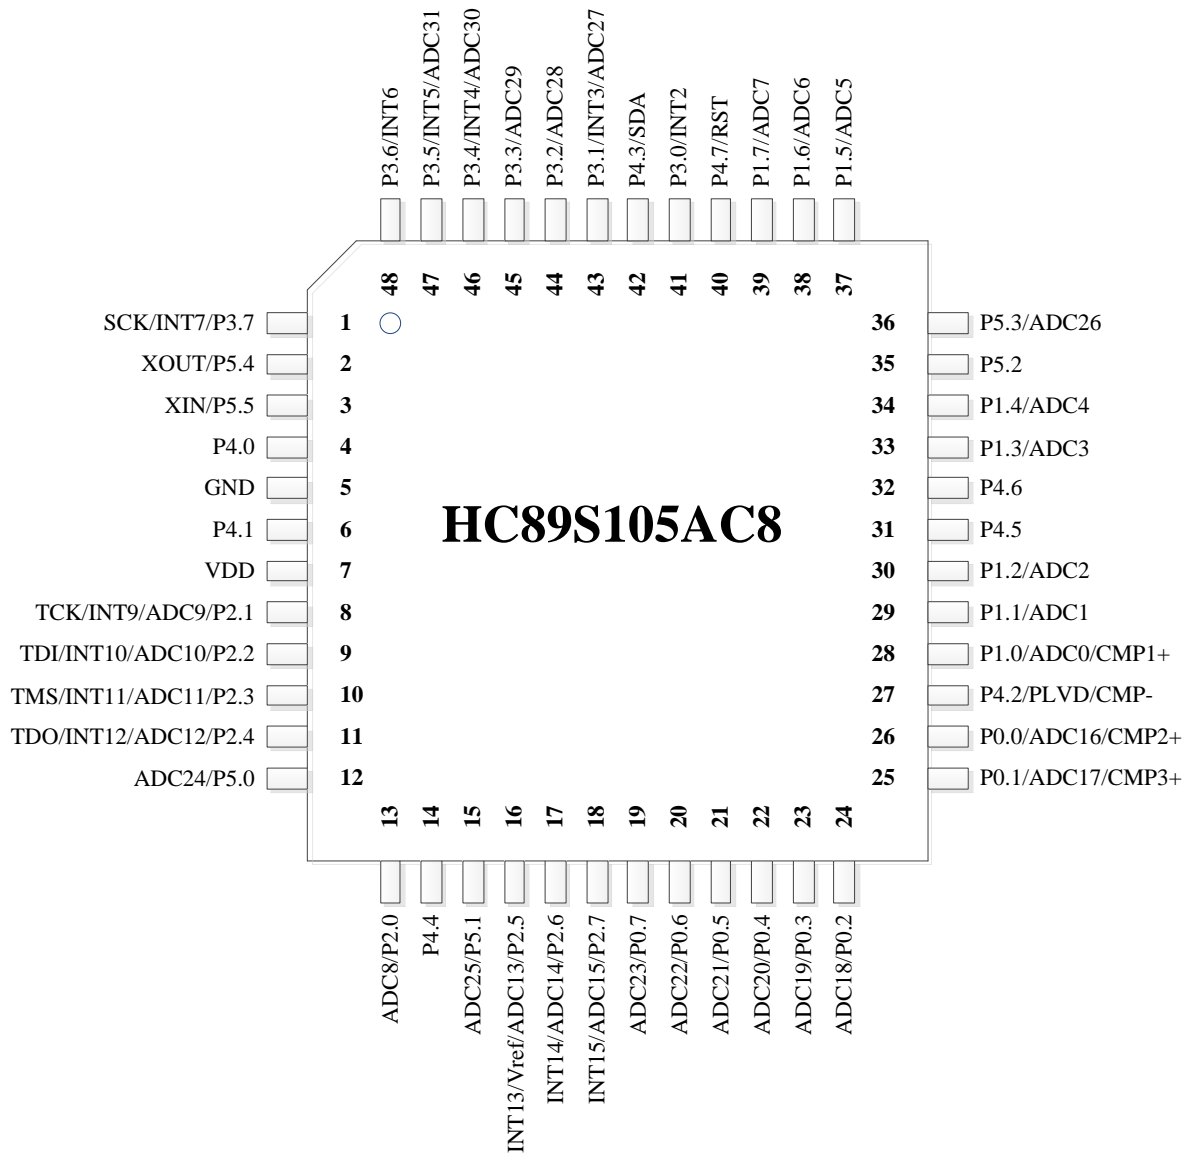 P3.6/INT6
P3.5/INT5/ADC31
P3.4/INT4/ADC30
P3.3/ADC29
P3.2/ADC28
P3.1/INT3/ADC27
P4.3/SDA
P3.0/INT2
P4.7/RST
P1.7/ADC7
P1.6/ADC6
P1.5/ADC5
48
47
46
45
44
43
42
41
40
39
38
37
SCK/INT7/P3.7 1
XOUT/P5.4 2
XIN/P5.5 3
P4.0 4
GND 5
P4.1 6
VDD 7
TCK/INT9/ADC9/P2.1 8
TDI/INT10/ADC10/P2.2 9
TMS/INT11/ADC11/P2.3 10
TDO/INT12/ADC12/P2.4 11
ADC24/P5.0 12
HC89S105AC8
36 P5.3/ADC26
35 P5.2
34 P1.4/ADC4
33 P1.3/ADC3
32 P4.6
31 P4.5
30 P1.2/ADC2
29 P1.1/ADC1
28 P1.0/ADC0/CMP1+
27 P4.2/PLVD/CMP-
26 P0.0/ADC16/CMP2+
25 P0.1/ADC17/CMP3+
13
14
15
16
17
18
19
20
21
22
23
24
ADC8/P2.0
P4.4
ADC25/P5.1
INT13/Vref/ADC13/P2.5
INT14/ADC14/P2.6
INT15/ADC15/P2.7
ADC23/P0.7
ADC22/P0.6
ADC21/P0.5
ADC20/P0.4
ADC19/P0.3
ADC18/P0.2